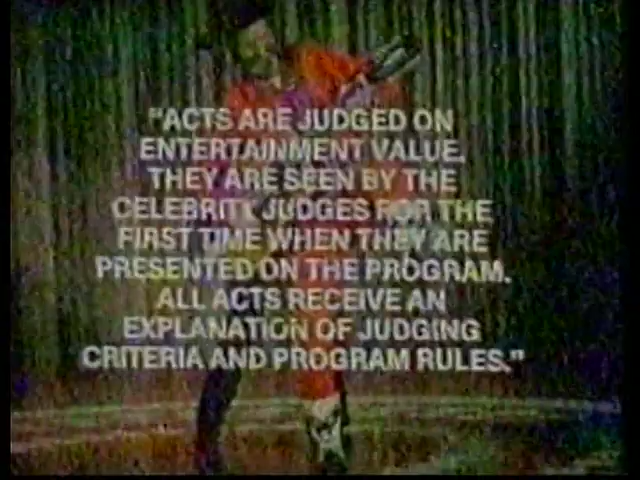 "ACTS ARE JUDGED ON
ENTERTAINMENT VALUE.
THEY ARE SEEN BY THE
CELEBRITY JUDGES FOR THE
FIRST TIME WHEN THEY ARE
PRESENTED ON THE PROGRAM.
ALL ACTS RECEIVE AN
EXPLANATION OF JUDGING
CRITERIA AND PROGRAM RULES."